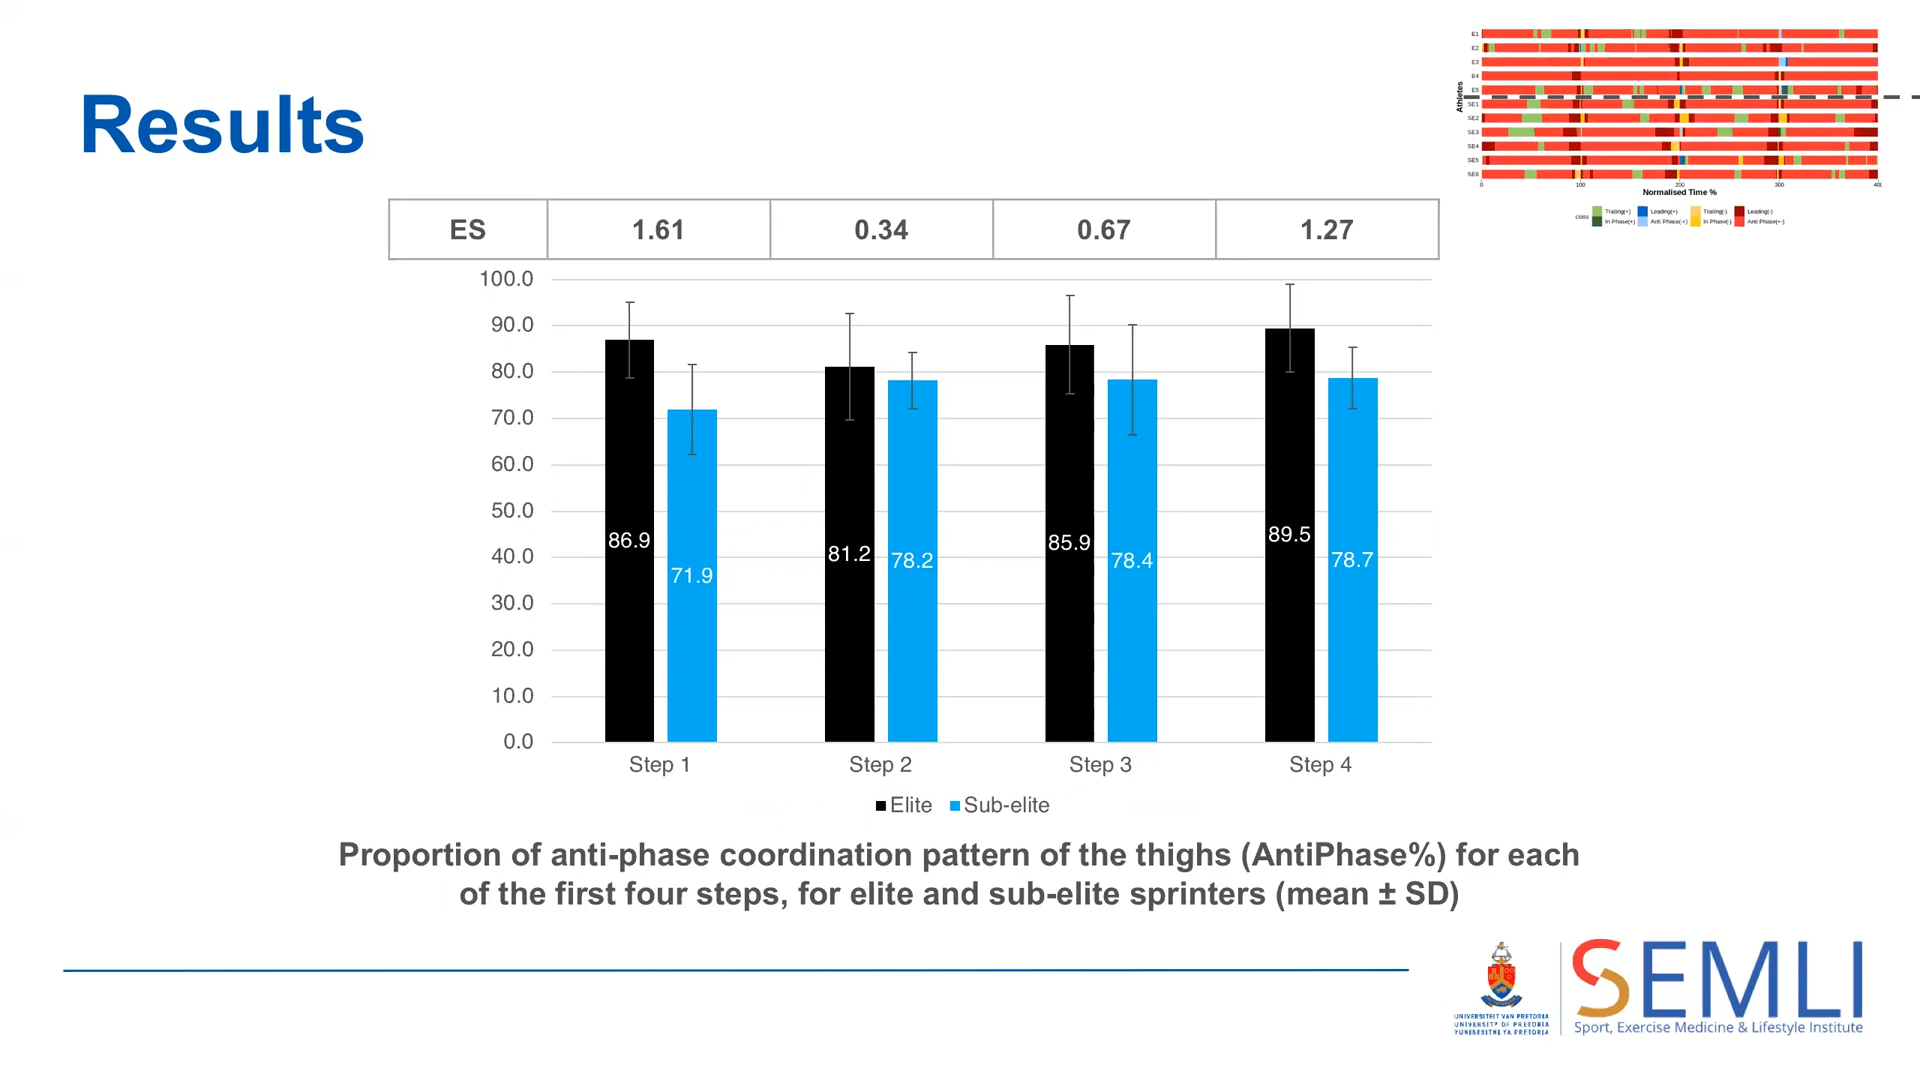 Results
E1
E2
E3
E4
E5
SE1
SE2
SE3
SE4
SE5
SE6
Athletes
0 100 200 300
Normalised Time %
class Trailing(+) Leading(+) Trailing(-) Leading(-)
In Phase(+) Anti Phase(-+) In Phase(-) Anti Phase(+-)
ES 1.61 0.34 0.67 1.27
100.0
90.0
80.0
70.0
60.0
50.0
40.0
30.0
20.0
10.0
0.0
86.9 71.9 81.2 78.2 85.9 78.4 89.5 78.7
Step 1 Step 2 Step 3 Step 4
Elite Sub-elite
Proportion of anti-phase coordination pattern of the thighs (AntiPhase%) for each
of the first four steps, for elite and sub-elite sprinters (mean ± SD)
UNIVERSITEIT VAN PRETORIA
UNIVERSITY OF PRETORIA
YUNIBESITHI YA PRETORIA
SEMLI
Sport, Exercise Medicine & Lifestyle Institute